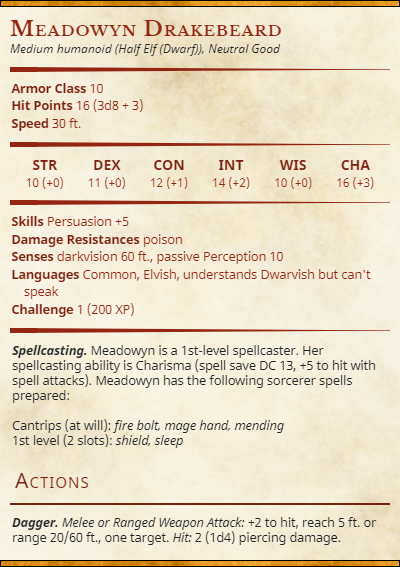 Meadowyn Drakebeard
Medium humanoid (Half Elf (Dwarf)), Neutral Good
Armor Class 10
Hit Points 16 (3d8 + 3)
Speed 30 ft.
STR DEX CON INT WIS CHA
10 (+0) 11 (+0) 12 (+1) 14 (+2) 10 (+0) 16 (+3)
Skills Persuasion +5
Damage Resistances poison
Senses darkvision 60 ft., passive Perception 10
Languages Common, Elvish, understands Dwarvish but can't
speak
Challenge 1 (200 XP)
Spellcasting. Meadowyn is a 1st-level spellcaster. Her
spellcasting ability is Charisma (spell save DC 13, +5 to hit with
spell attacks). Meadowyn has the following sorcerer spells
prepared:
Cantrips (at will): fire bolt, mage hand, mending
1st level (2 slots): shield, sleep
Actions
Dagger. Melee or Ranged Weapon Attack: +2 to hit, reach 5 ft. or
range 20/60 ft., one target. Hit: 2 (1d4) piercing damage.